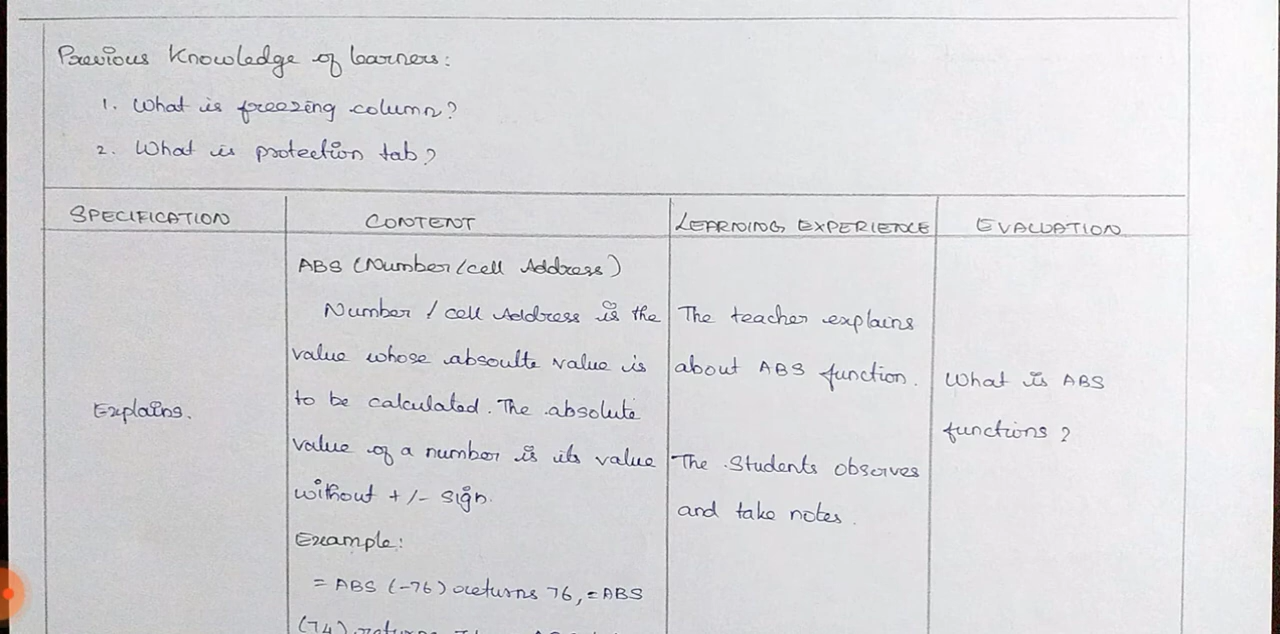 Previous Knowledge of learners:
1. What is freezing column?
2. What is protection tab?
SPECIFICATION
CONTENT
LEARNING EXPERIENCE
EVALUATION
Explains.
ABS (Number/cell Address)
Number / cell Address is the
value whose absoulte value is
to be calculated. The absolute
value of a number is its value
without +/- sign.
Example:
= ABS (-76) returns 76, = ABS
(74) returns
The teacher explains
about ABS function.
The Students observes
and take notes.
What is ABS
functions?